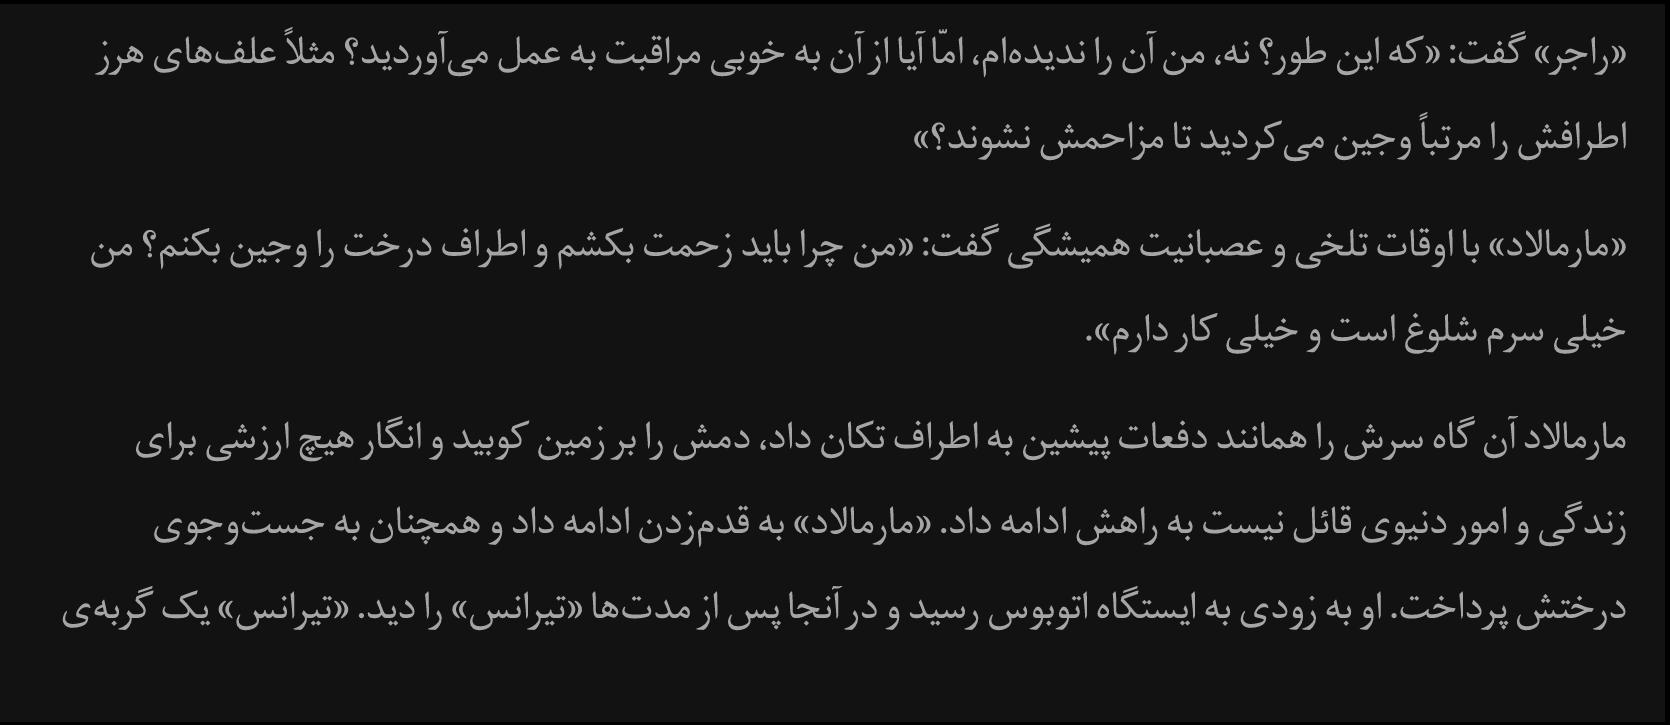 «راجر» گفت: «که این طور؟ نه، من آن را ندیده‌ام، امّا آیا از آن به خوبی مراقبت به عمل می‌آوردید؟ مثلاً علف‌های هرز
اطرافش را مرتباً وجین می‌کردید تا مزاحمش نشوند؟»
«مارمالاد» با اوقات تلخی و عصبانیت همیشگی گفت: «من چرا باید زحمت بکشم و اطراف درخت را وجین بکنم؟ من
خیلی سرم شلوغ است و خیلی کار دارم».
مارمالاد آن گاه سرش را همانند دفعات پیشین به اطراف تکان داد، دمش را بر زمین کوبید و انگار هیچ ارزشی برای
زندگی و امور دنیوی قائل نیست به راهش ادامه داد. «مارمالاد» به قدم‌زدن ادامه داد و همچنان به جست‌وجوی
درختش پرداخت. او به زودی به ایستگاه اتوبوس رسید و در آنجا پس از مدت‌ها «تیرانس» را دید. «تیرانس» یک گربه‌ی